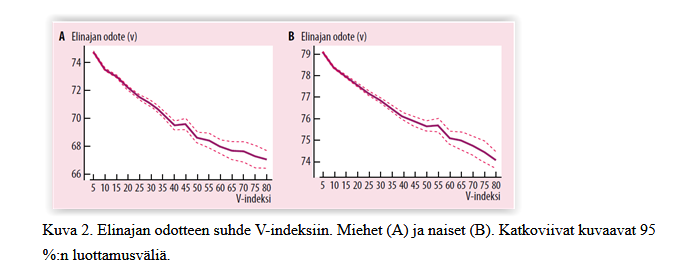 A Elinajan odote (v)
74
72
70
68
66
5 10 15 20 25 30 35 40 45 50 55 60 65 70 75 80
V-indeksi
B Elinajan odote (v)
79
78
77
76
75
74
5 10 15 20 25 30 35 40 45 50 55 60 65 70 75 80
V-indeksi
Kuva 2. Elinajan odotteen suhde V-indeksiin. Miehet (A) ja naiset (B). Katkoviivat kuvaavat 95
%:n luottamusväliä.